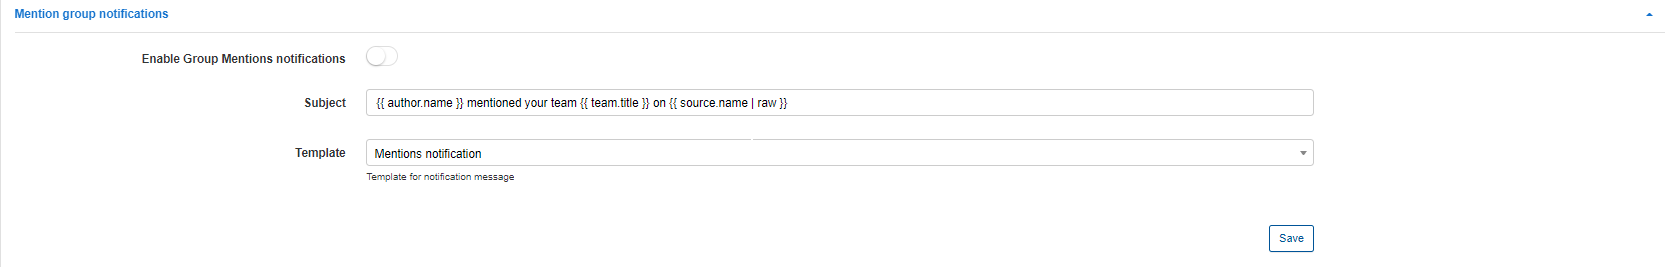 Mention group notifications
Enable Group Mentions notifications
Subject {{ author.name }} mentioned your team {{ team.title }} on {{ source.name | raw }}
Template Mentions notification
Template for notification message
Save